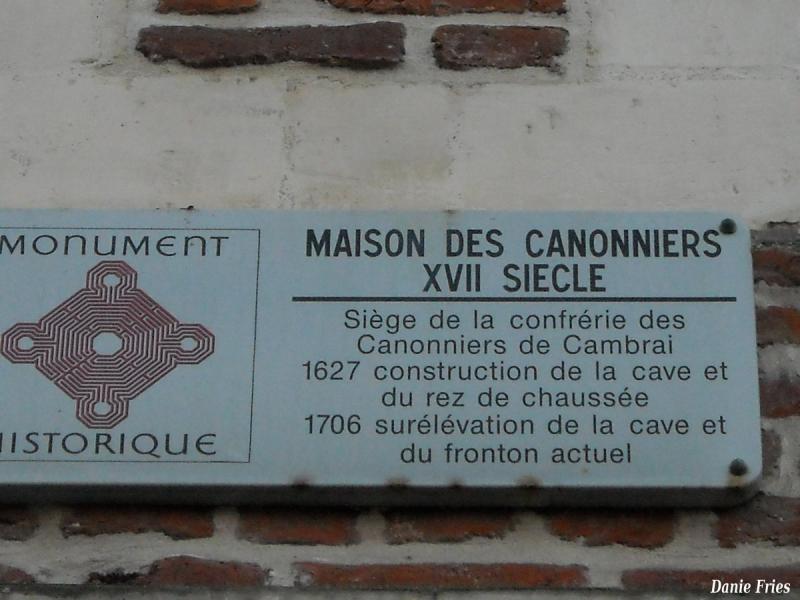 MONUMENT
HISTORIQUE
MAISON DES CANONNIERS
XVII SIECLE
Siège de la confrérie des
Canonniers de Cambrai
1627 construction de la cave et
du rez de chaussée
1706 surélévation de la cave et
du fronton actuel
Danie Fries